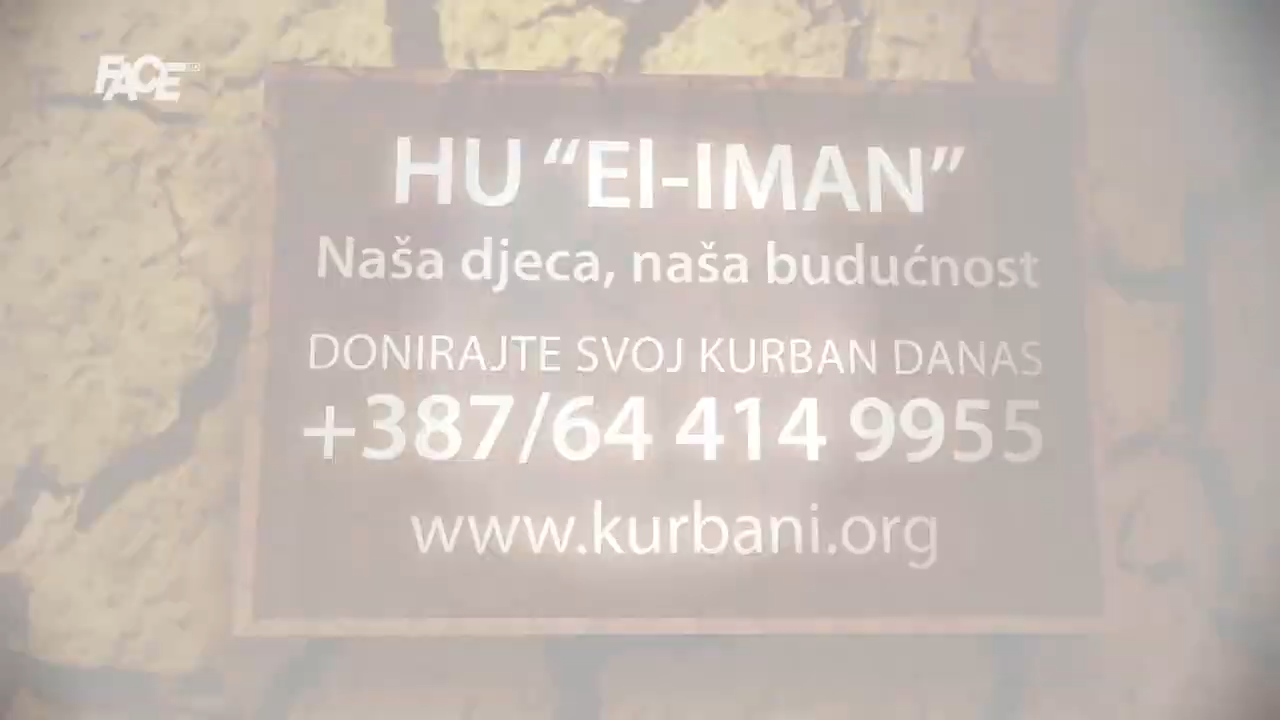 FACE
HU “El-IMAN”
Naša djeca, naša budućnost
DONIRAJTE SVOJ KURBAN DANAS
+387/64 414 9955
www.kurbani.org